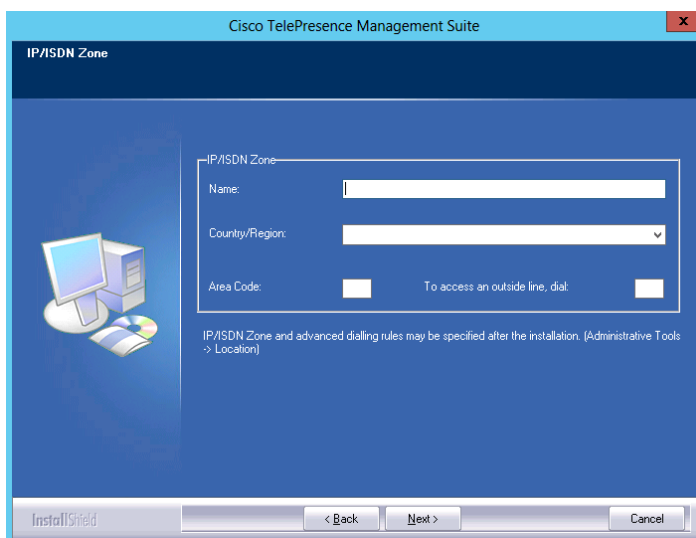 Cisco TelePresence Management Suite
x
IP/ISDN Zone
IP/ISDN Zone
Name:
Country/Region:
Area Code:
To access an outside line, dial:
IP/ISDN Zone and advanced dialling rules may be specified after the installation. (Administrative Tools
-> Location)
InstallShield
< Back
Next >
Cancel